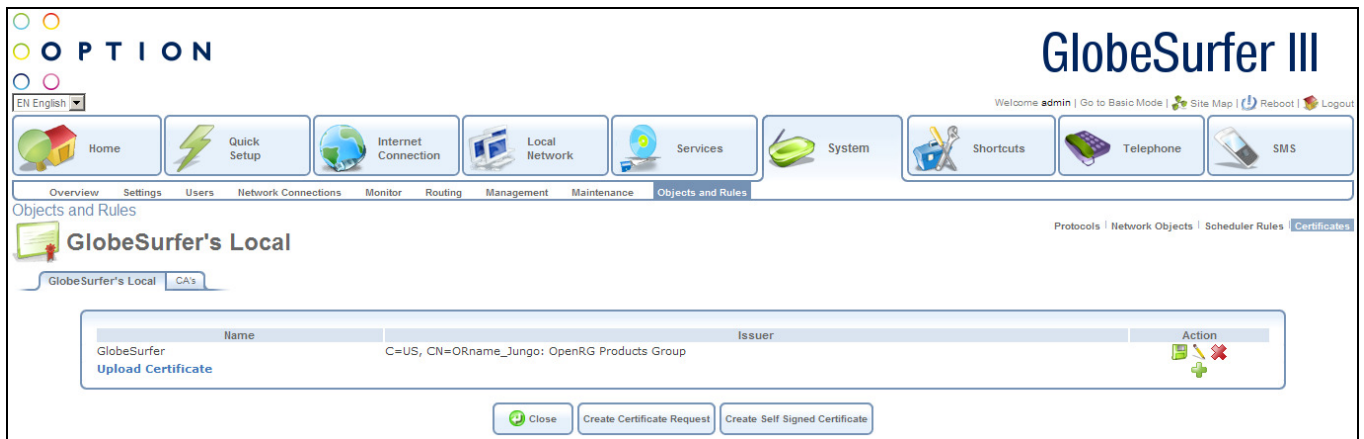 OPTION
GlobeSurfer III
EN English
Welcome admin | Go to Basic Mode | Site Map | Reboot | Logout
Home
Quick Setup
Internet Connection
Local Network
Services
System
Shortcuts
Telephone
SMS
Overview Settings Users Network Connections Monitor Routing Management Maintenance Objects and Rules
Objects and Rules
Protocols | Network Objects | Scheduler Rules | Certificates
GlobeSurfer's Local
GlobeSurfer's Local CA's
Name Issuer Action
GlobeSurfer C=US, CN=ORname_Jungo: OpenRG Products Group
Upload Certificate
Close Create Certificate Request Create Self Signed Certificate